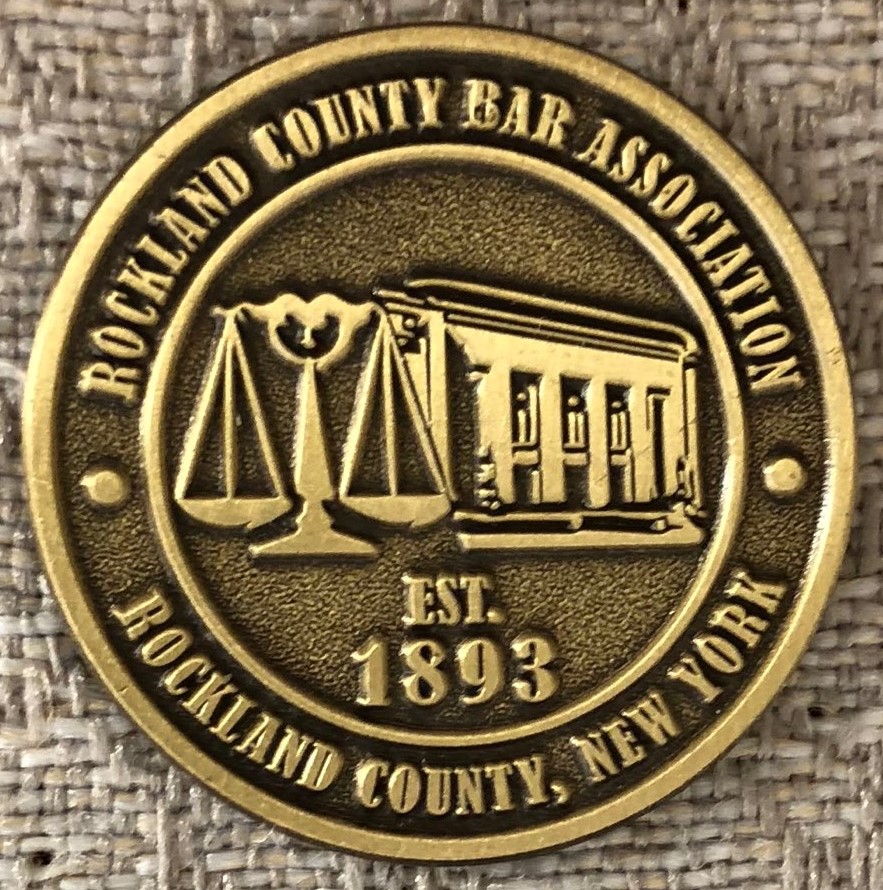 ROCKLAND COUNTY BAR ASSOCIATION
EST.
1893
ROCKLAND COUNTY, NEW YORK